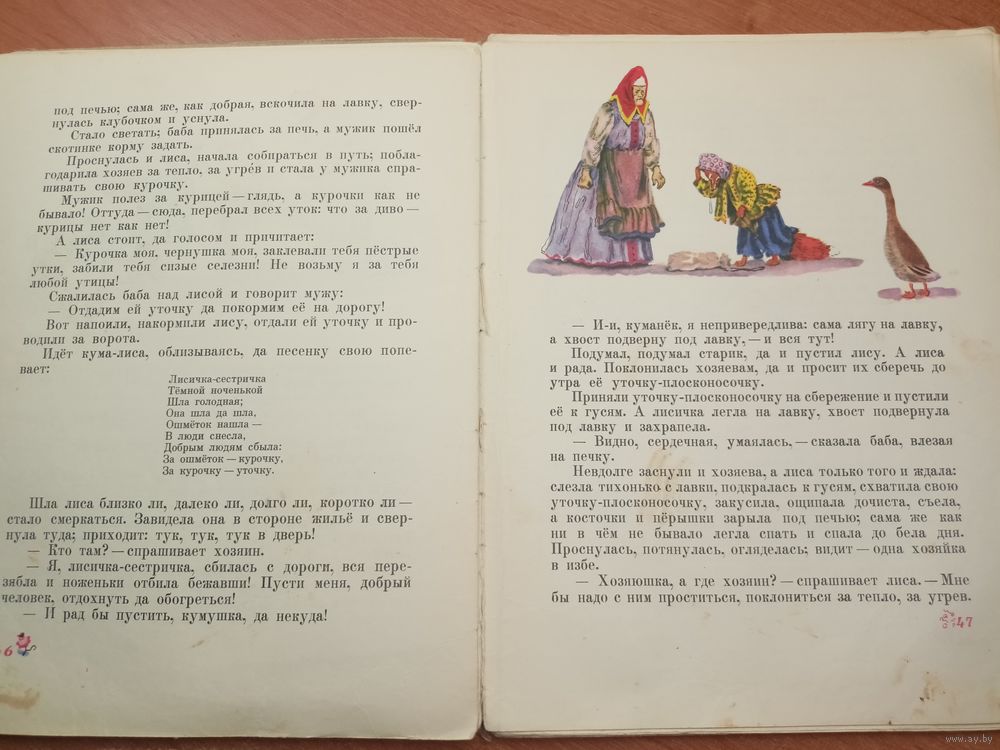 под печью; сама же, как добрая, вскочила на лавку, свер-
нулась клубочком и уснула.
Стало светать; баба принялась за печь, а мужик пошёл
скотинке корму задать.
Проснулась и лиса, начала собираться в путь; побла-
годарила хозяев за тепло, за угрев и стала у мужика спра-
шивать свою курочку.
Мужик полез за курицей — глядь, а курочки как не
бывало! Оттуда — сюда, перебрал всех уток: что за диво —
курицы нет как нет!
А лиса стоит, да голосом и причитает:
— Курочка моя, чернушка моя, заклевали тебя пёстрые
утки, забили тебя сизые селезни! Не возьму я за тебя
любой утицы!
Сжалилась баба над лисой и говорит мужу:
— Отдадим ей уточку да покормим её на дорогу!
Вот напоили, накормили лису, отдали ей уточку и про-
водили за ворота.
Идёт кума-лиса, облизываясь, да песенку свою попе-
вает:
Лисичка-сестричка
Тёмной ноченькой
Шла голодная;
Она шла да шла,
Ошмёток нашла —
В люди снесла,
Добрым людям сбыла:
За ошмёток — курочку,
За курочку — уточку.
Шла лиса близко ли, далеко ли, долго ли, коротко ли —
стало смеркаться. Завидела она в стороне жильё и свер-
нула туда; приходит: тук, тук, тук в дверь!
— Кто там? — спрашивает хозяин.
— Я, лисичка-сестричка, сбилась с дороги, вся пере-
зябла и ноженьки отбила бежавши! Пусти меня, добрый
человек, отдохнуть да обогреться!
— И рад бы пустить, кумушка, да некуда!
6
— И-и, куманёк, я непривередлива: сама лягу на лавку,
а хвост подверну под лавку, — и вся тут!
Подумал, подумал старик, да и пустил лису. А лиса
и рада. Поклонилась хозяевам, да и просит их сберечь до
утра её уточку-плосконосочку.
Приняли уточку-плосконосочку на сбережение и пустили
её к гусям. А лисичка легла на лавку, хвост подвернула
под лавку и захрапела.
— Видно, сердечная, умаялась, — сказала баба, влезая
на печку.
Невдолге заснули и хозяева, а лиса только того и ждала:
слезла тихонько с лавки, подкралась к гусям, схватила свою
уточку-плосконосочку, закусила, ощипала дочиста, съела,
а косточки и пёрышки зарыла под печью; сама же как
ни в чём не бывало легла спать и спала до бела дня.
Проснулась, потянулась, огляделась; видит — одна хозяйка
в избе.
— Хозяюшка, а где хозяин? — спрашивает лиса. — Мне
бы надо с ним проститься, поклониться за тепло, за угрев.
47
www.ay.by